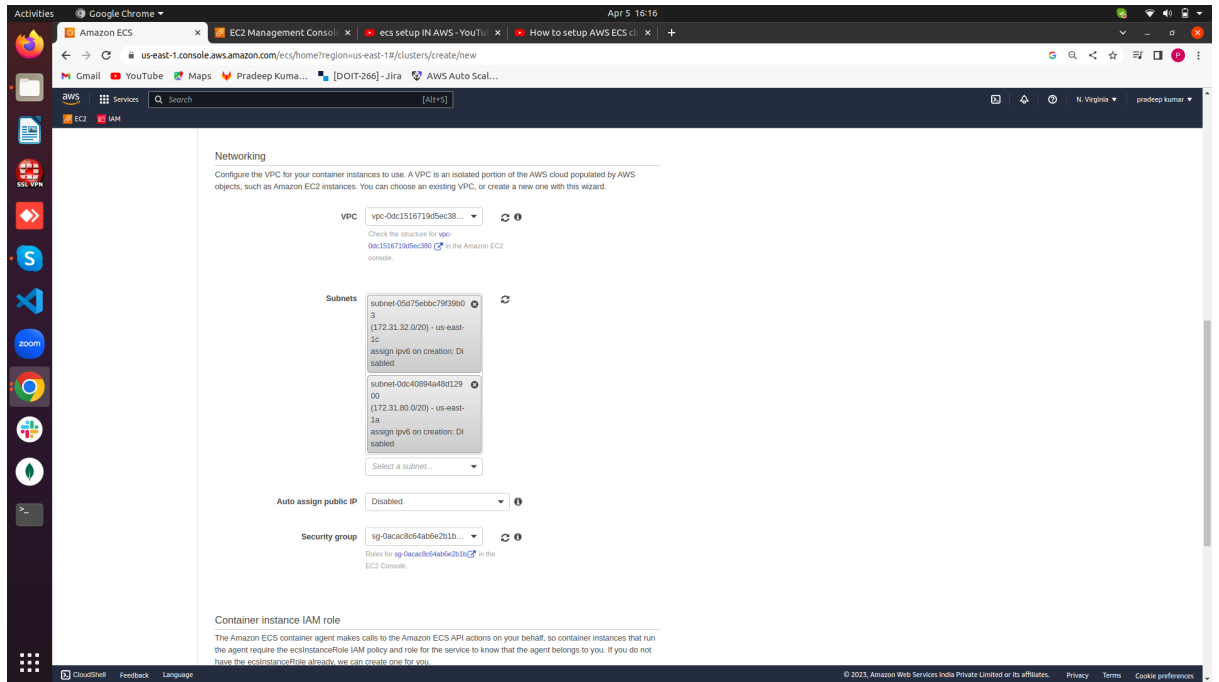 Activities
Google Chrome
Apr 5 16:16
Amazon ECS
EC2 Management Consol
ecs setup IN AWS - YouTu
How to setup AWS ECS cl
us-east-1.console.aws.amazon.com/ecs/home?region=us-east-1#/clusters/create/new
Gmail
YouTube
Maps
Pradeep Kuma...
[DOIT-266] - Jira
AWS Auto Scal...
aws
Services
Search
[Alt+S]
N. Virginia
pradeep kumar
EC2
IAM
Networking
Configure the VPC for your container instances to use. A VPC is an isolated portion of the AWS cloud populated by AWS
objects, such as Amazon EC2 instances. You can choose an existing VPC, or create a new one with this wizard.
VPC
vpc-0dc1516719d5ec38...
Check the structure for vpc-
0dc1516719d5ec380 in the Amazon EC2
console.
Subnets
subnet-05d75ebbc79f39b0
3
(172.31.32.0/20) - us-east-
1c
assign ipv6 on creation: Di
sabled
subnet-0dc40894a48d129
00
(172.31.80.0/20) - us-east-
1a
assign ipv6 on creation: Di
sabled
Select a subnet...
Auto assign public IP
Disabled
Security group
sg-0acac8c64ab6e2b1b...
Rules for sg-0acac8c64ab6e2b1b in the
EC2 Console.
Container instance IAM role
The Amazon ECS container agent makes calls to the Amazon ECS API actions on your behalf, so container instances that run
the agent require the ecsInstanceRole IAM policy and role for the service to know that the agent belongs to you. If you do not
have the ecsInstanceRole already, we can create one for you.
SSL VPN
zoom
CloudShell
Feedback
Language
© 2023, Amazon Web Services India Private Limited or its affiliates.
Privacy
Terms
Cookie preferences